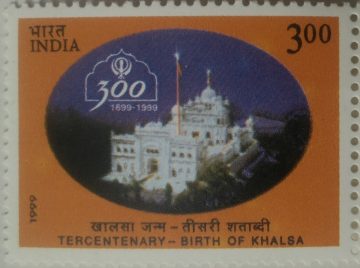 भारत
INDIA
3.00
300
1699-1999
1999
खालसा जन्म – तीसरी शताब्दी
TERCENTENARY – BIRTH OF KHALSA